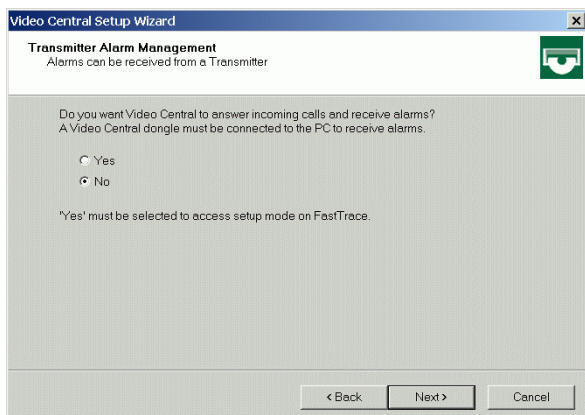 Video Central Setup Wizard
Transmitter Alarm Management
Alarms can be received from a Transmitter
Do you want Video Central to answer incoming calls and receive alarms?
A Video Central dongle must be connected to the PC to receive alarms.
Yes
No
'Yes' must be selected to access setup mode on FastTrace.
< Back
Next >
Cancel